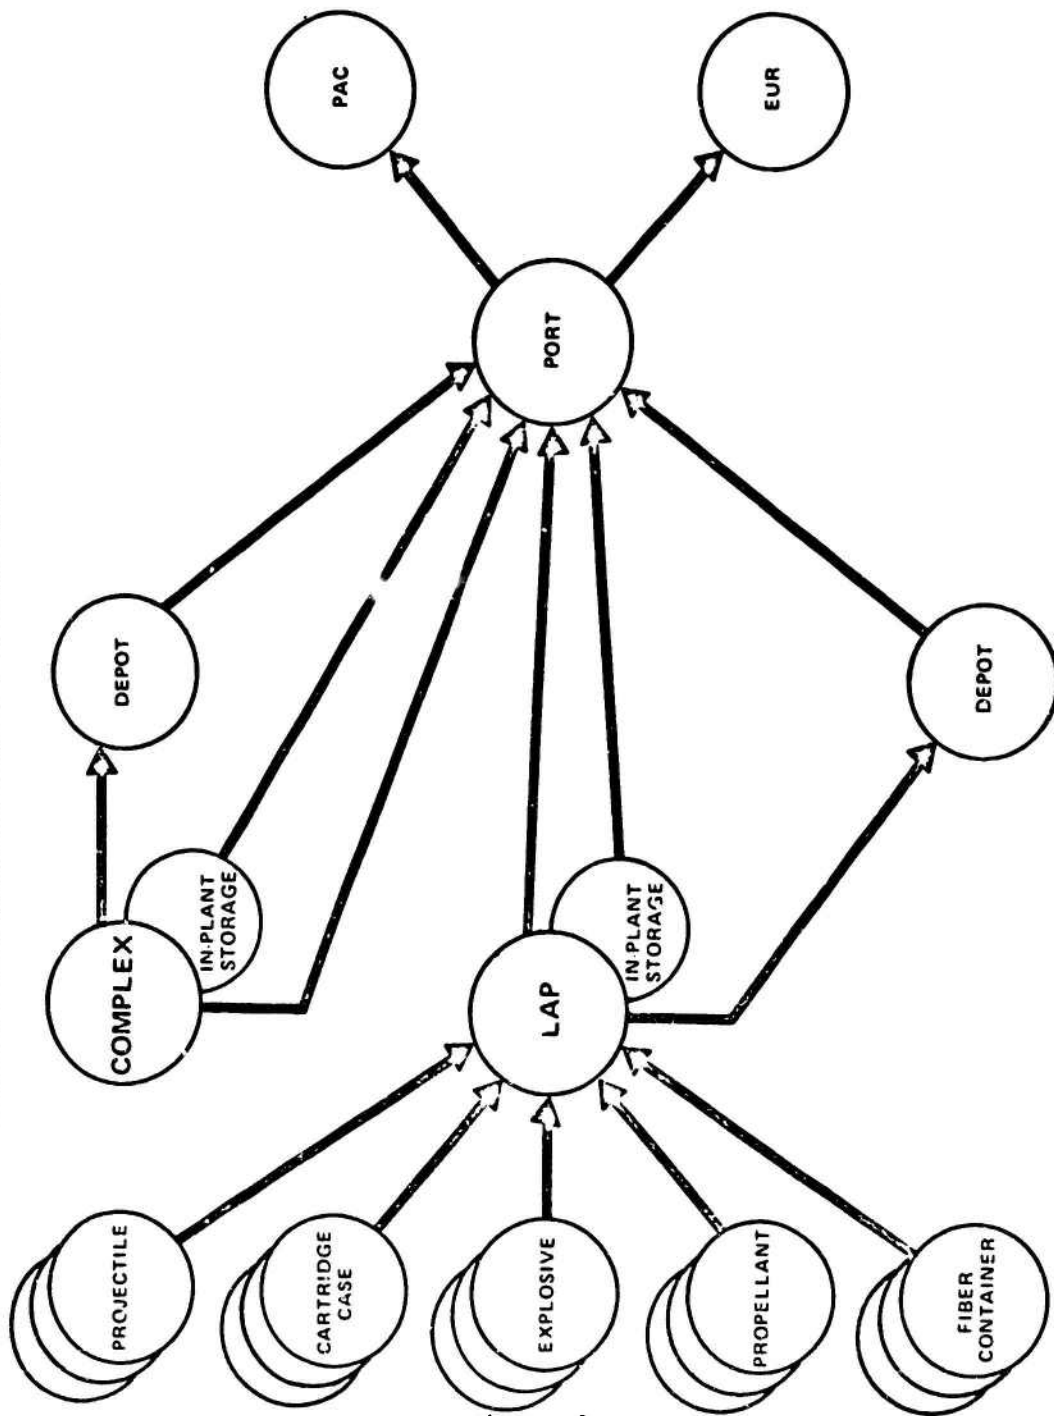 PROJECTILE
CARTRIDGE
CASE
EXPLOSIVE
PROPELLANT
FIBER
CONTAINER
COMPLEX
IN-PLANT
STORAGE
LAP
IN-PLANT
STORAGE
DEPOT
DEPOT
PORT
PAC
EUR